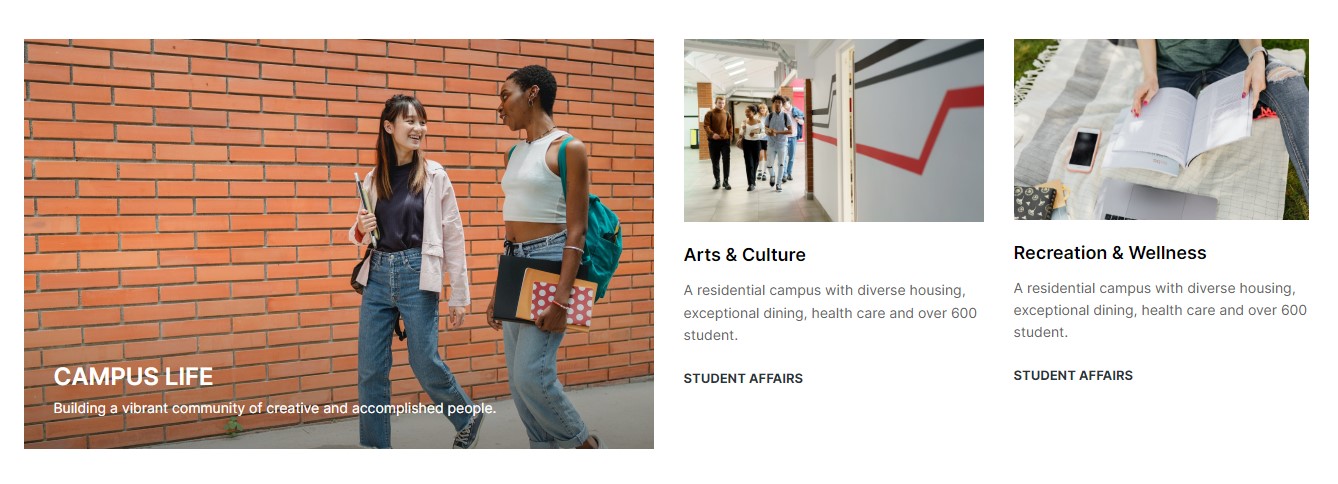 CAMPUS LIFE
Building a vibrant community of creative and accomplished people.
Arts & Culture
A residential campus with diverse housing,
exceptional dining, health care and over 600
student.
STUDENT AFFAIRS
Recreation & Wellness
A residential campus with diverse housing,
exceptional dining, health care and over 600
student.
STUDENT AFFAIRS